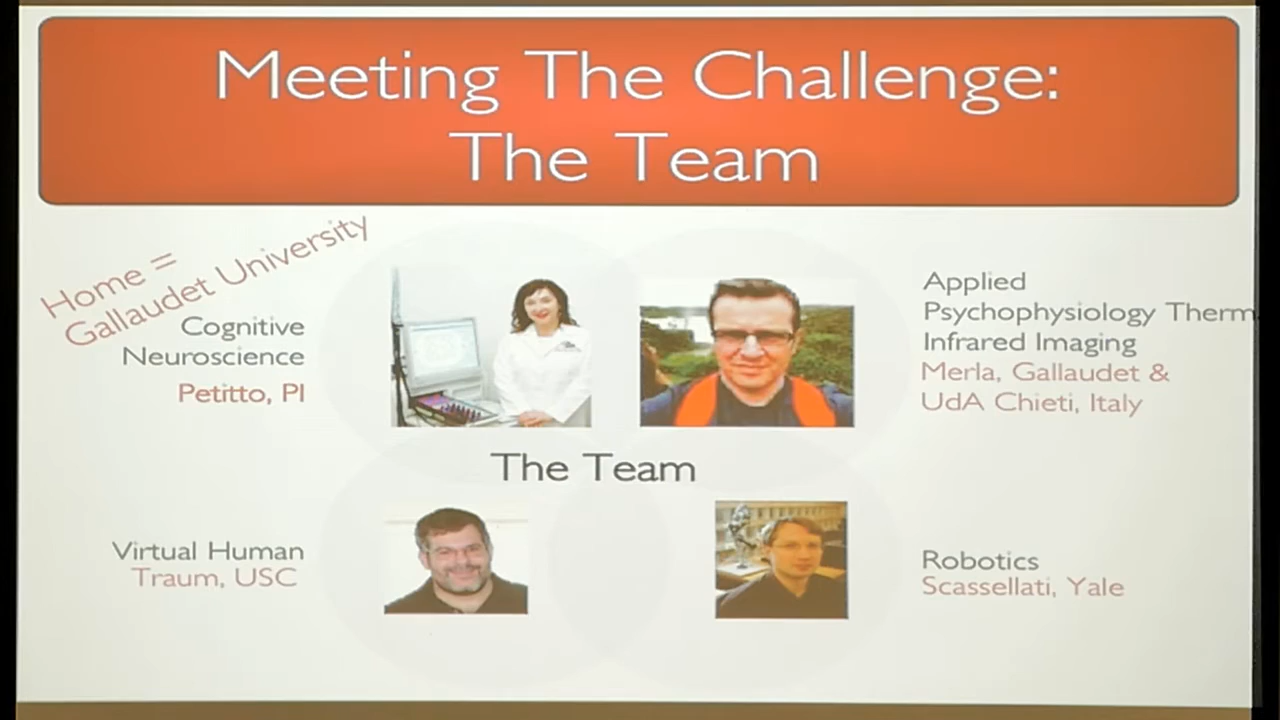 Meeting The Challenge:
The Team
Home =
Gallaudet University
Cognitive
Neuroscience
Petitto, PI
Applied
Psychophysiology Therm
Infrared Imaging
Merla, Gallaudet &
UdA Chieti, Italy
The Team
Virtual Human
Traum, USC
Robotics
Scassellati, Yale